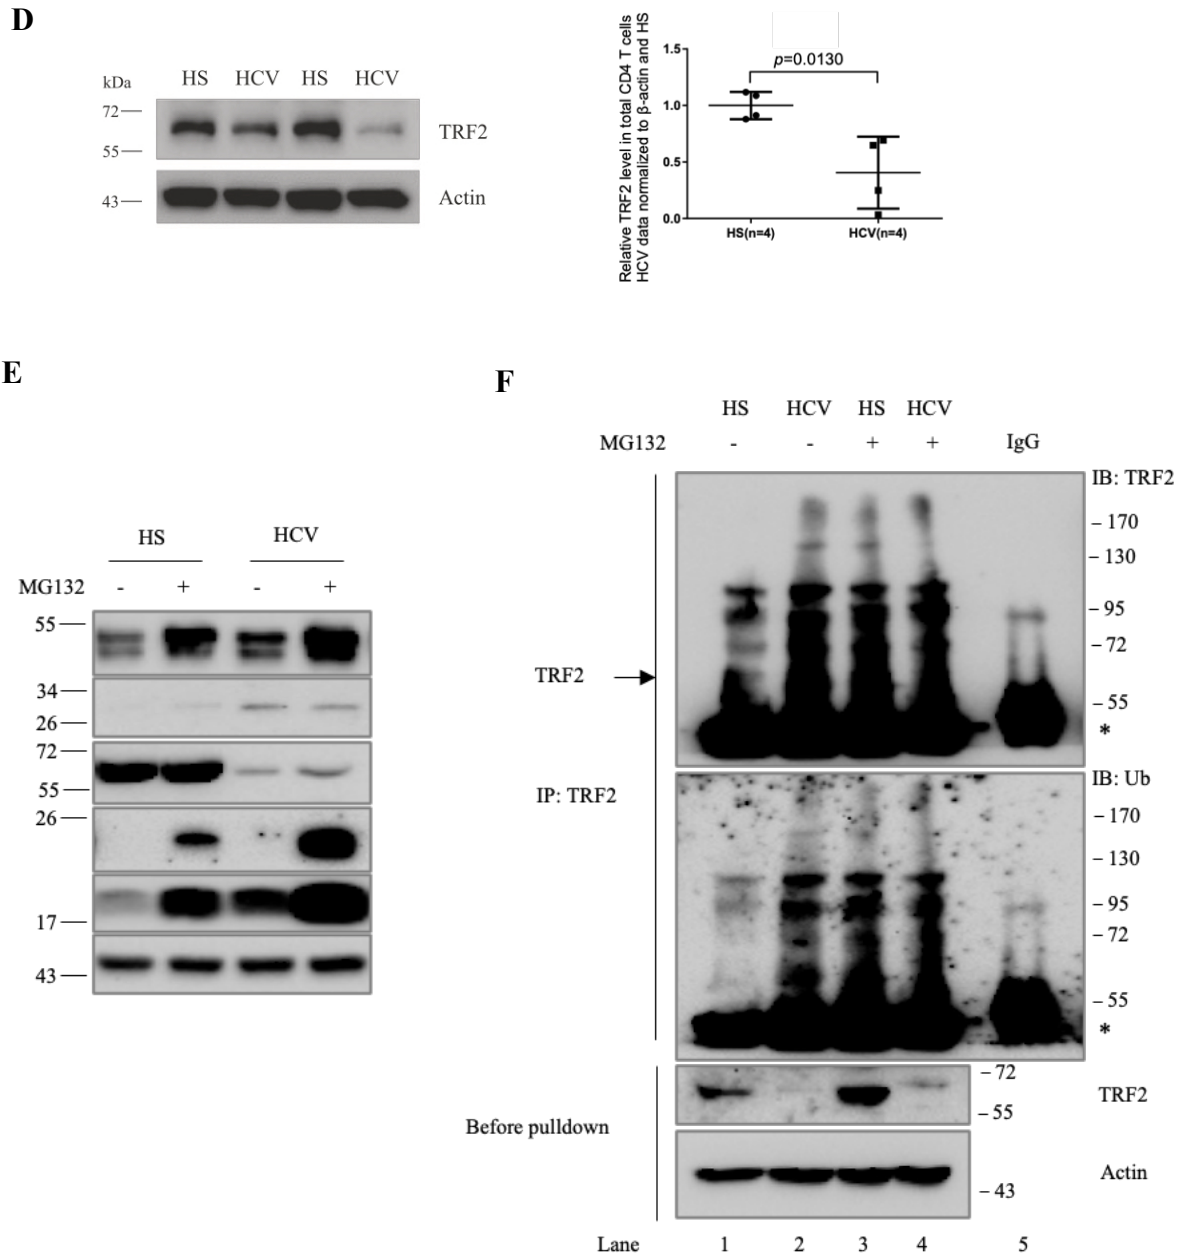 D
kDa
HS HCV HS HCV
72
55
TRF2
43
Actin
Relative TRF2 level in total CD4 T cells
HCV data normalized to β-actin and HS
1.5
1.0
0.5
0.0
p=0.0130
HS(n=4) HCV(n=4)
E
HS HCV
MG132 - + - +
55
34
26
72
55
26
17
43
F
HS HCV HS HCV
MG132 - - + + IgG
IB: TRF2
170
130
95
72
55
*
TRF2
IP: TRF2
IB: Ub
170
130
95
72
55
*
Before pulldown
72
55
TRF2
43
Actin
Lane 1 2 3 4 5